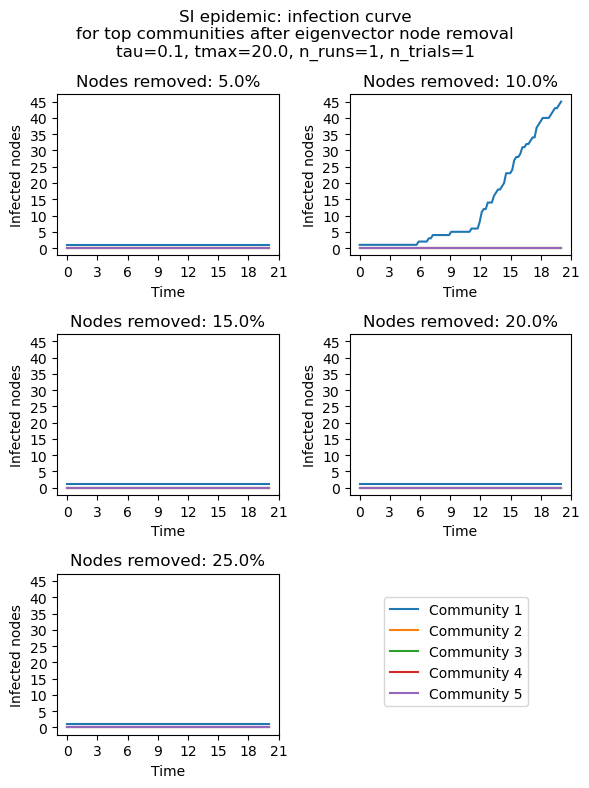 SI epidemic: infection curve
for top communities after eigenvector node removal
tau=0.1, tmax=20.0, n_runs=1, n_trials=1
Nodes removed: 5.0%
Infected nodes
45
40
35
30
25
20
15
10
5
0
0 3 6 9 12 15 18 21
Time
Nodes removed: 10.0%
Infected nodes
45
40
35
30
25
20
15
10
5
0
0 3 6 9 12 15 18 21
Time
Nodes removed: 15.0%
Infected nodes
45
40
35
30
25
20
15
10
5
0
0 3 6 9 12 15 18 21
Time
Nodes removed: 20.0%
Infected nodes
45
40
35
30
25
20
15
10
5
0
0 3 6 9 12 15 18 21
Time
Nodes removed: 25.0%
Infected nodes
45
40
35
30
25
20
15
10
5
0
0 3 6 9 12 15 18 21
Time
Community 1
Community 2
Community 3
Community 4
Community 5